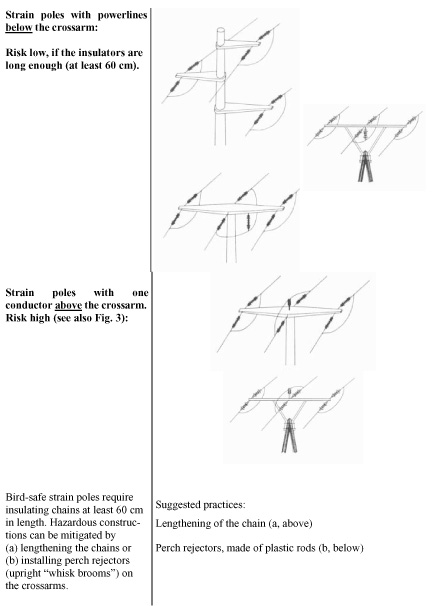 Strain poles with powerlines
below the crossarm:
Risk low, if the insulators are
long enough (at least 60 cm).
Strain poles with one
conductor above the crossarm.
Risk high (see also Fig. 3):
Bird-safe strain poles require
insulating chains at least 60 cm
in length. Hazardous construc-
tions can be mitigated by
(a) lengthening the chains or
(b) installing perch rejectors
(upright “whisk brooms”) on
the crossarms.
Suggested practices:
Lengthening of the chain (a, above)
Perch rejectors, made of plastic rods (b, below)